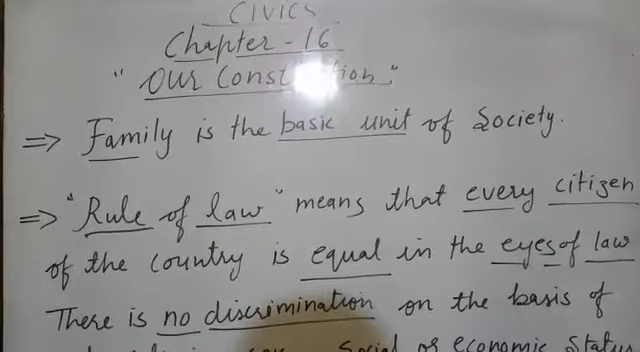 CIVICS
Chapter - 16
"Our Constitution"
⇒ Family is the basic unit of Society.
⇒ "Rule of law" means that every citizen
of the country is equal in the eyes of law
There is no discrimination on the basis of
Social or economic Status